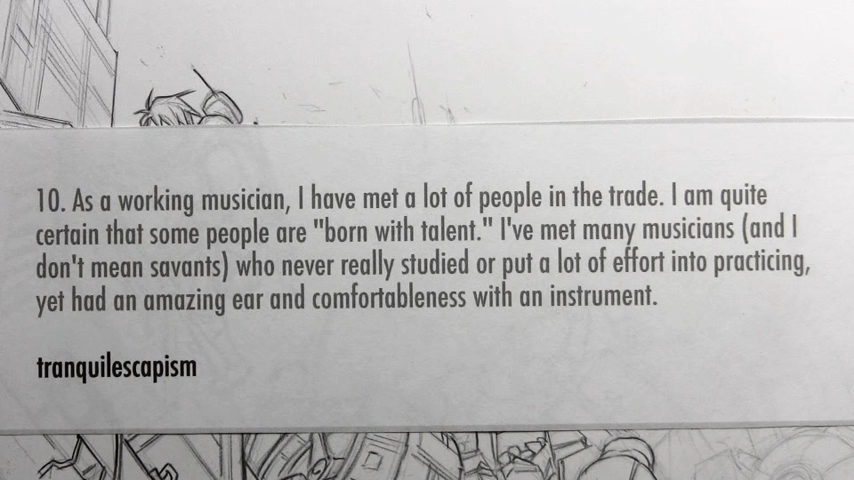 10. As a working musician, I have met a lot of people in the trade. I am quite
certain that some people are "born with talent." I've met many musicians (and I
don't mean savants) who never really studied or put a lot of effort into practicing,
yet had an amazing ear and comfortableness with an instrument.
tranquilescapism